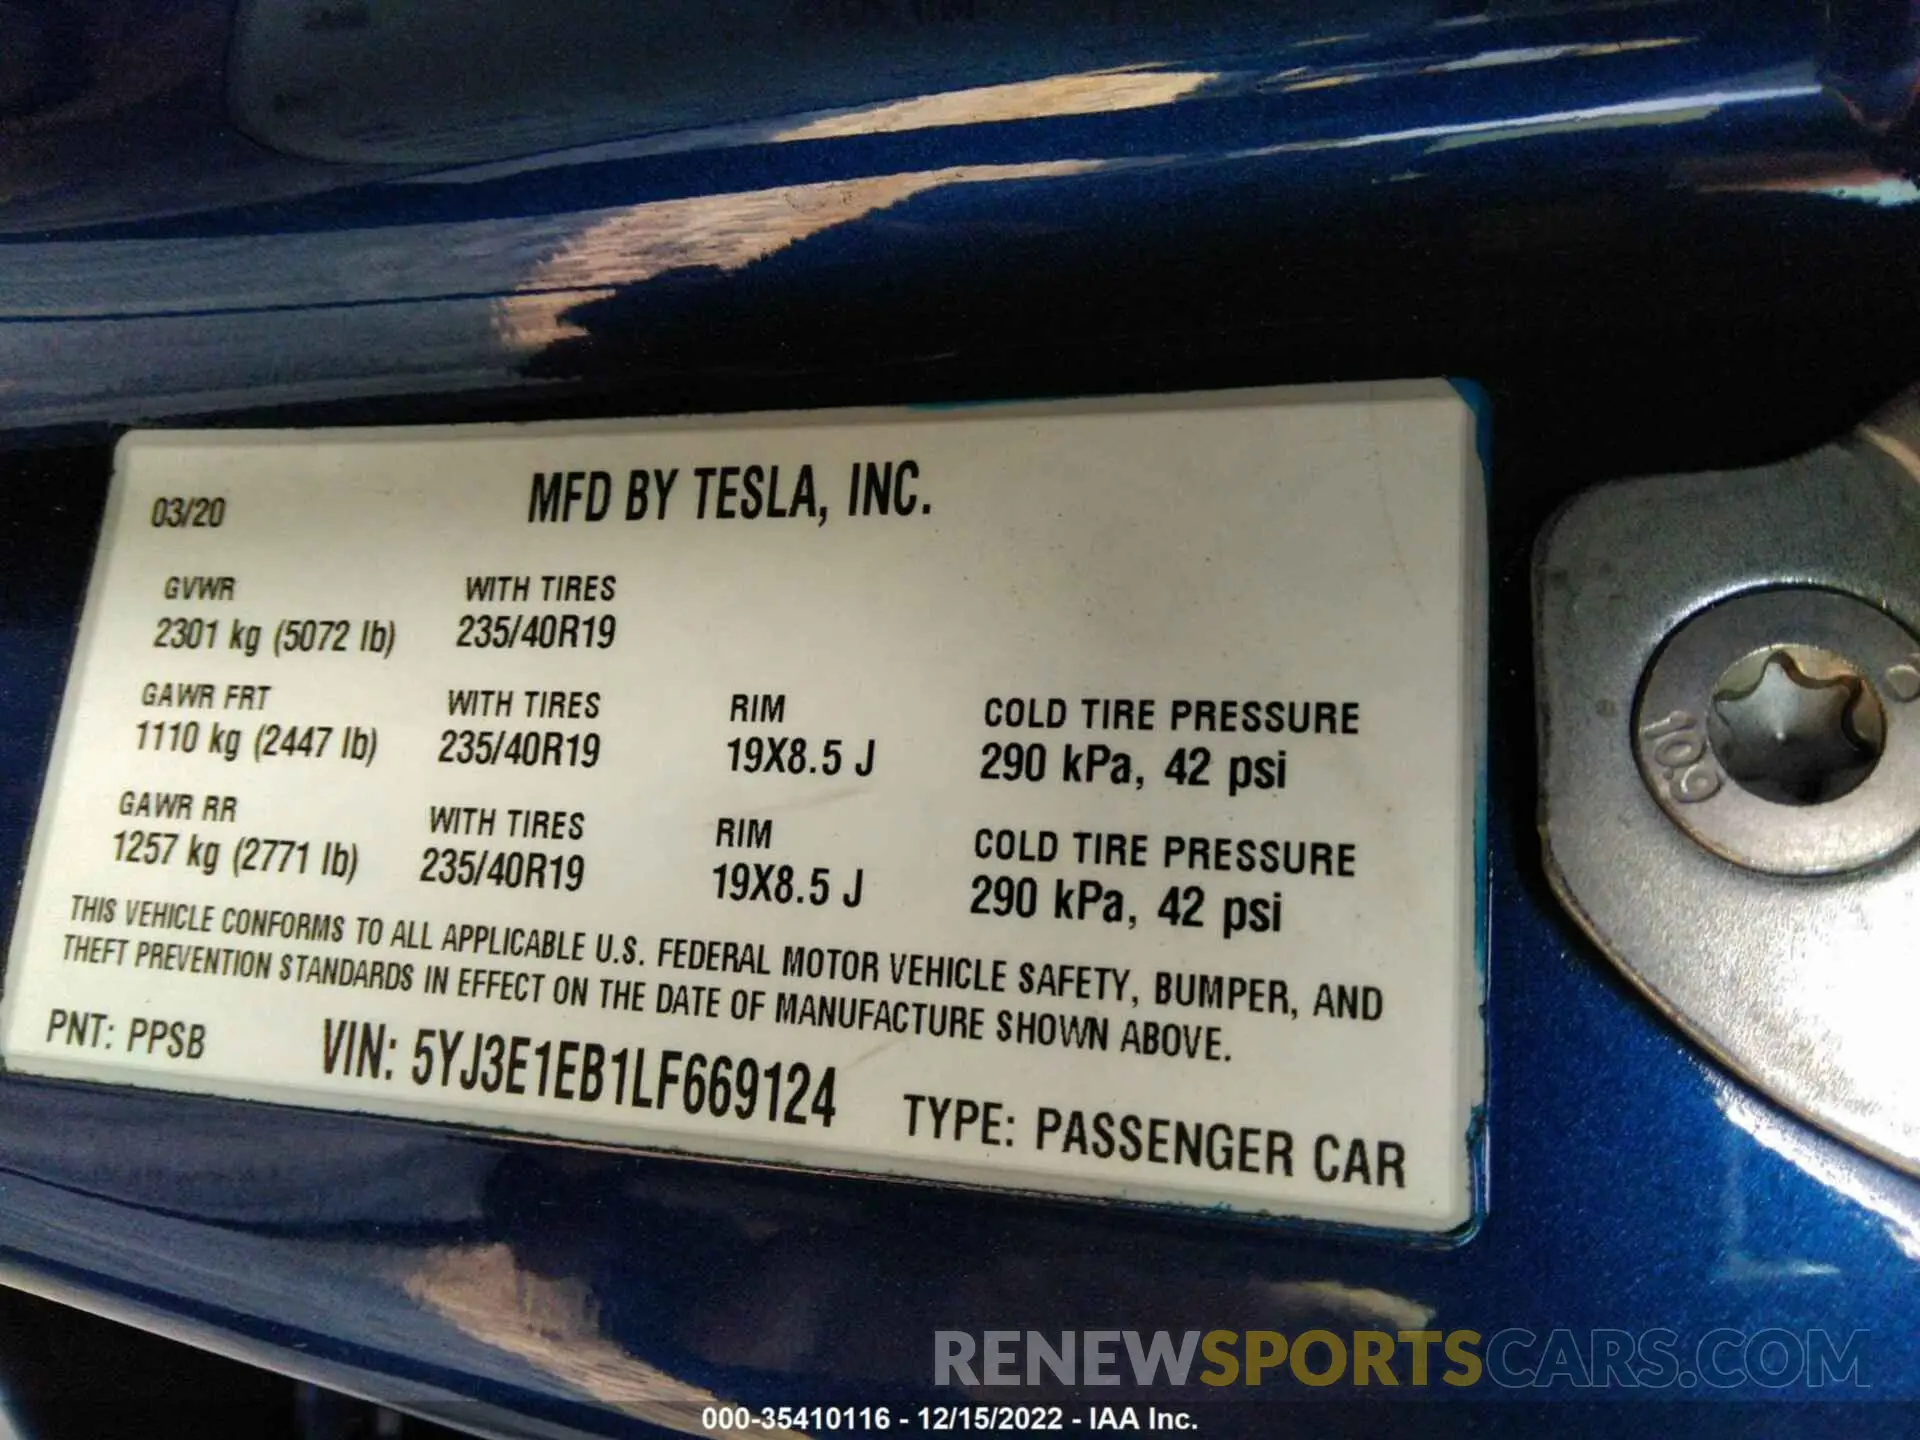 MFD BY TESLA, INC.
03/20
GVWR WITH TIRES
2301 kg (5072 lb) 235/40R19
GAWR FRT WITH TIRES RIM COLD TIRE PRESSURE
1110 kg (2447 lb) 235/40R19 19X8.5 J 290 kPa, 42 psi
GAWR RR WITH TIRES RIM COLD TIRE PRESSURE
1257 kg (2771 lb) 235/40R19 19X8.5 J 290 kPa, 42 psi
THIS VEHICLE CONFORMS TO ALL APPLICABLE U.S. FEDERAL MOTOR VEHICLE SAFETY, BUMPER, AND
THEFT PREVENTION STANDARDS IN EFFECT ON THE DATE OF MANUFACTURE SHOWN ABOVE.
PNT: PPSB VIN: 5YJ3E1EB1LF669124 TYPE: PASSENGER CAR
10.9
RENEWSPORTSCARS.COM
000-35410116 - 12/15/2022 - IAA Inc.